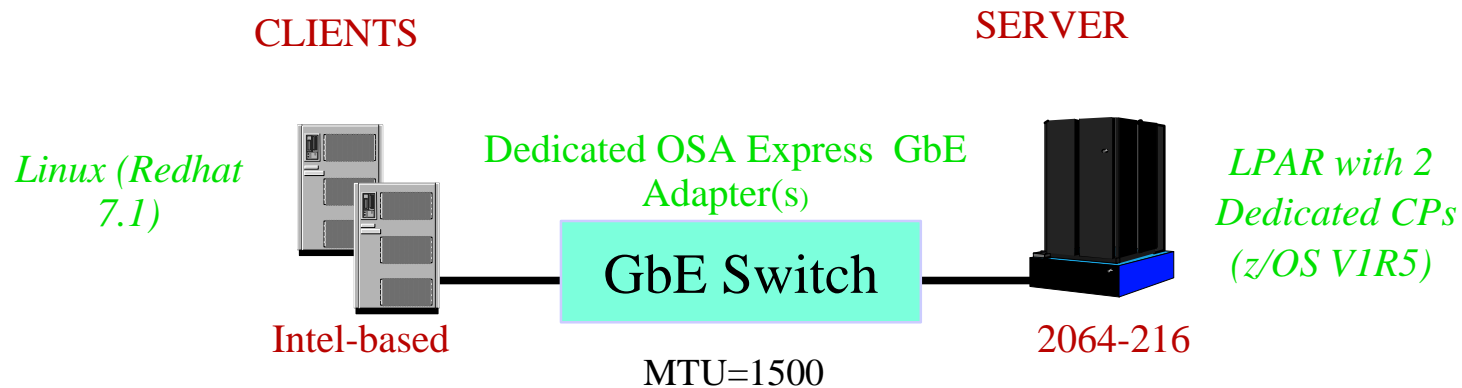 CLIENTS
SERVER
Linux (Redhat
7.1)
Dedicated OSA Express GbE
Adapter(s)
GbE Switch
LPAR with 2
Dedicated CPs
(z/OS V1R5)
Intel-based
2064-216
MTU=1500